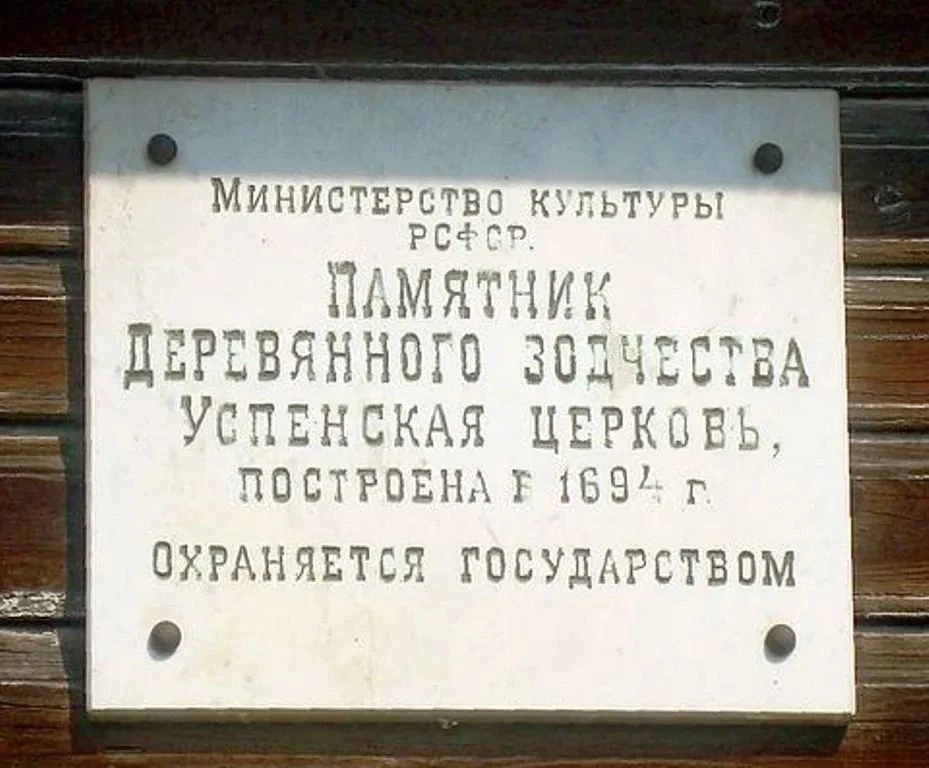 Министерство культуры
РСФСР.
Памятник
Деревянного зодчества
Успенская церковь,
построена в 1694 г.
Охраняется государством